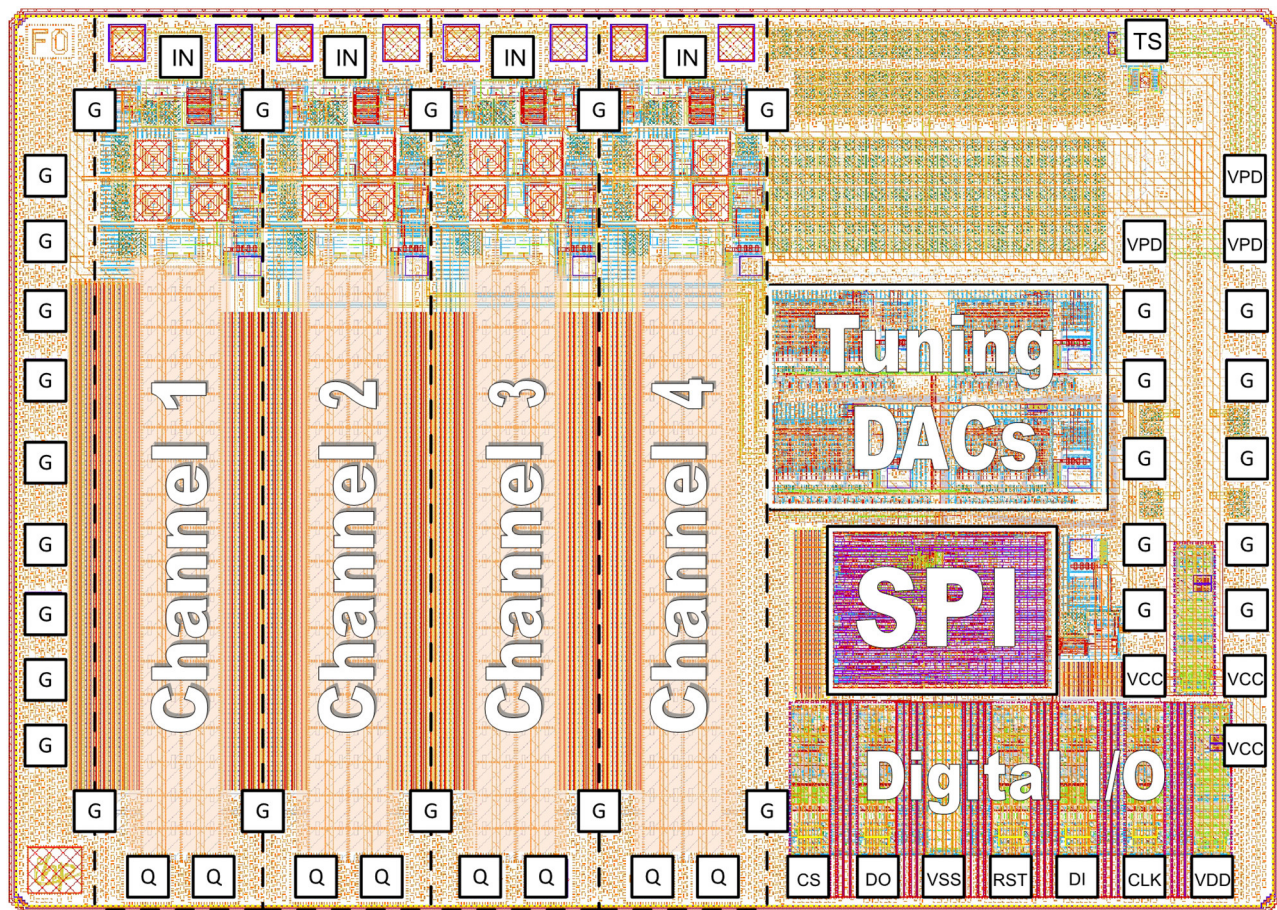 F0
IN
IN
IN
IN
TS
G
G
G
G
G
G
VPD
G
VPD
VPD
G
G
G
Tuning
G
G
G
DACs
G
G
G
Channel 1
Channel 2
Channel 3
Channel 4
G
G
G
SPI
G
G
G
G
VCC
VCC
G
VCC
Digital I/O
G
G
G
G
G
Q
Q
Q
Q
Q
Q
Q
Q
CS
DO
VSS
RST
DI
CLK
VDD